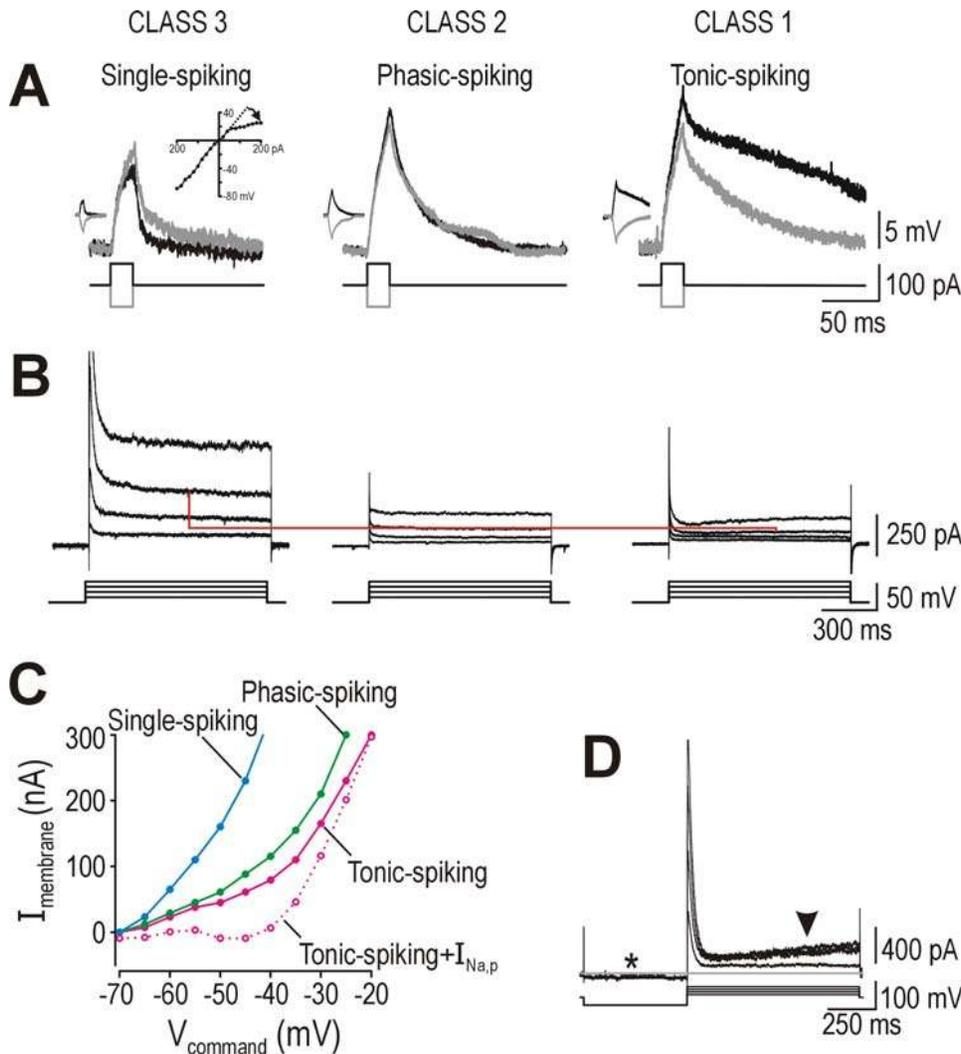 CLASS 3 CLASS 2 CLASS 1
A
Single-spiking Phasic-spiking Tonic-spiking
40
200
200 pA
-40
-80 mV
5 mV
100 pA
50 ms
B
250 pA
50 mV
300 ms
C
Phasic-spiking
Single-spiking
300
200
100
0
I membrane (nA)
Tonic-spiking
Tonic-spiking+I Na,p
-70 -60 -50 -40 -30 -20
V command (mV)
D
*
400 pA
100 mV
250 ms